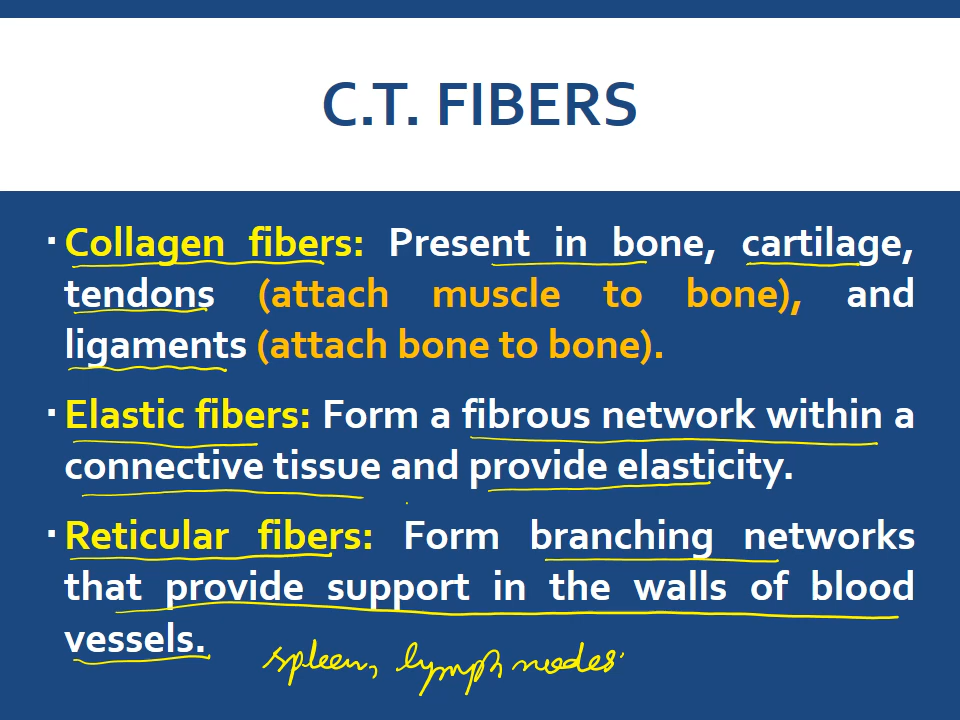 C.T. FIBERS
▪ Collagen fibers: Present in bone, cartilage,
tendons (attach muscle to bone), and
ligaments (attach bone to bone).
▪ Elastic fibers: Form a fibrous network within a
connective tissue and provide elasticity.
▪ Reticular fibers: Form branching networks
that provide support in the walls of blood
vessels.
spleen, lymph nodes